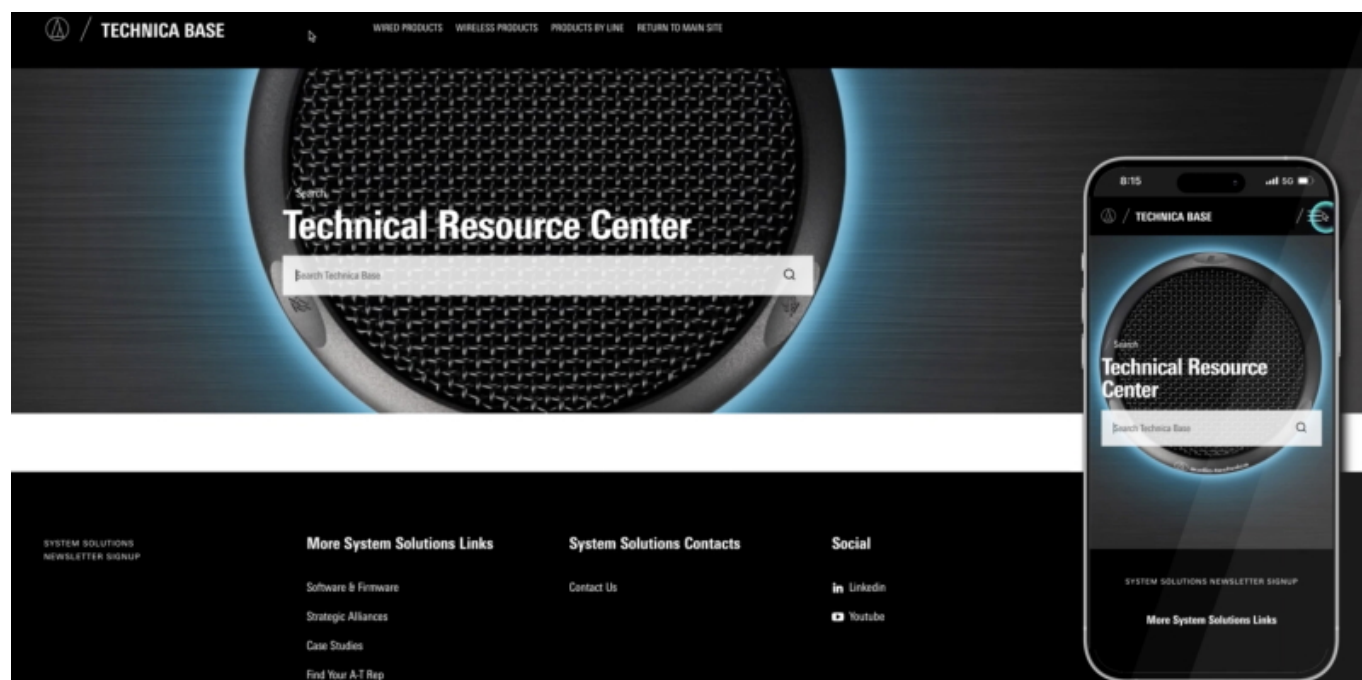 TECHNICA BASE
WIRED PRODUCTS WIRELESS PRODUCTS PRODUCTS BY LINE RETURN TO MAIN SITE
/ Search
Technical Resource Center
Search Technica Base
SYSTEM SOLUTIONS
NEWSLETTER SIGNUP
More System Solutions Links
Software & Firmware
Strategic Alliances
Case Studies
Find Your A-T Rep
System Solutions Contacts
Contact Us
Social
in Linkedin
Youtube
8:15
5G
TECHNICA BASE
Search
Technical Resource
Center
Search Technica Base
audio-technica
SYSTEM SOLUTIONS NEWSLETTER SIGNUP
More System Solutions Links